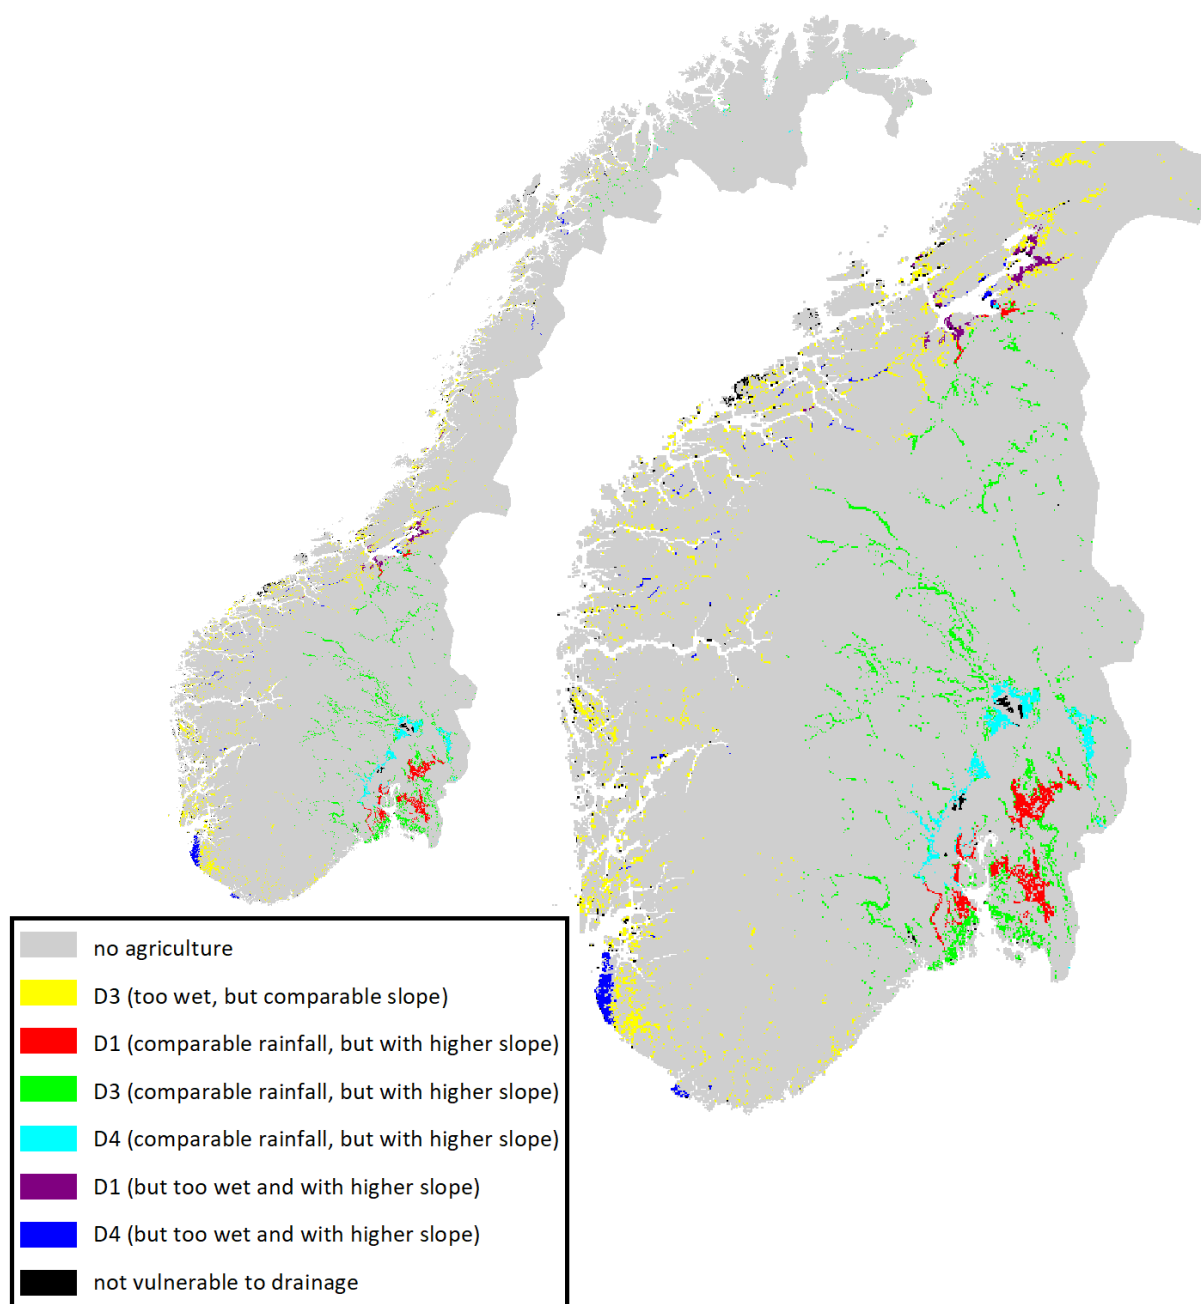 no agriculture
D3 (too wet, but comparable slope)
D1 (comparable rainfall, but with higher slope)
D3 (comparable rainfall, but with higher slope)
D4 (comparable rainfall, but with higher slope)
D1 (but too wet and with higher slope)
D4 (but too wet and with higher slope)
not vulnerable to drainage